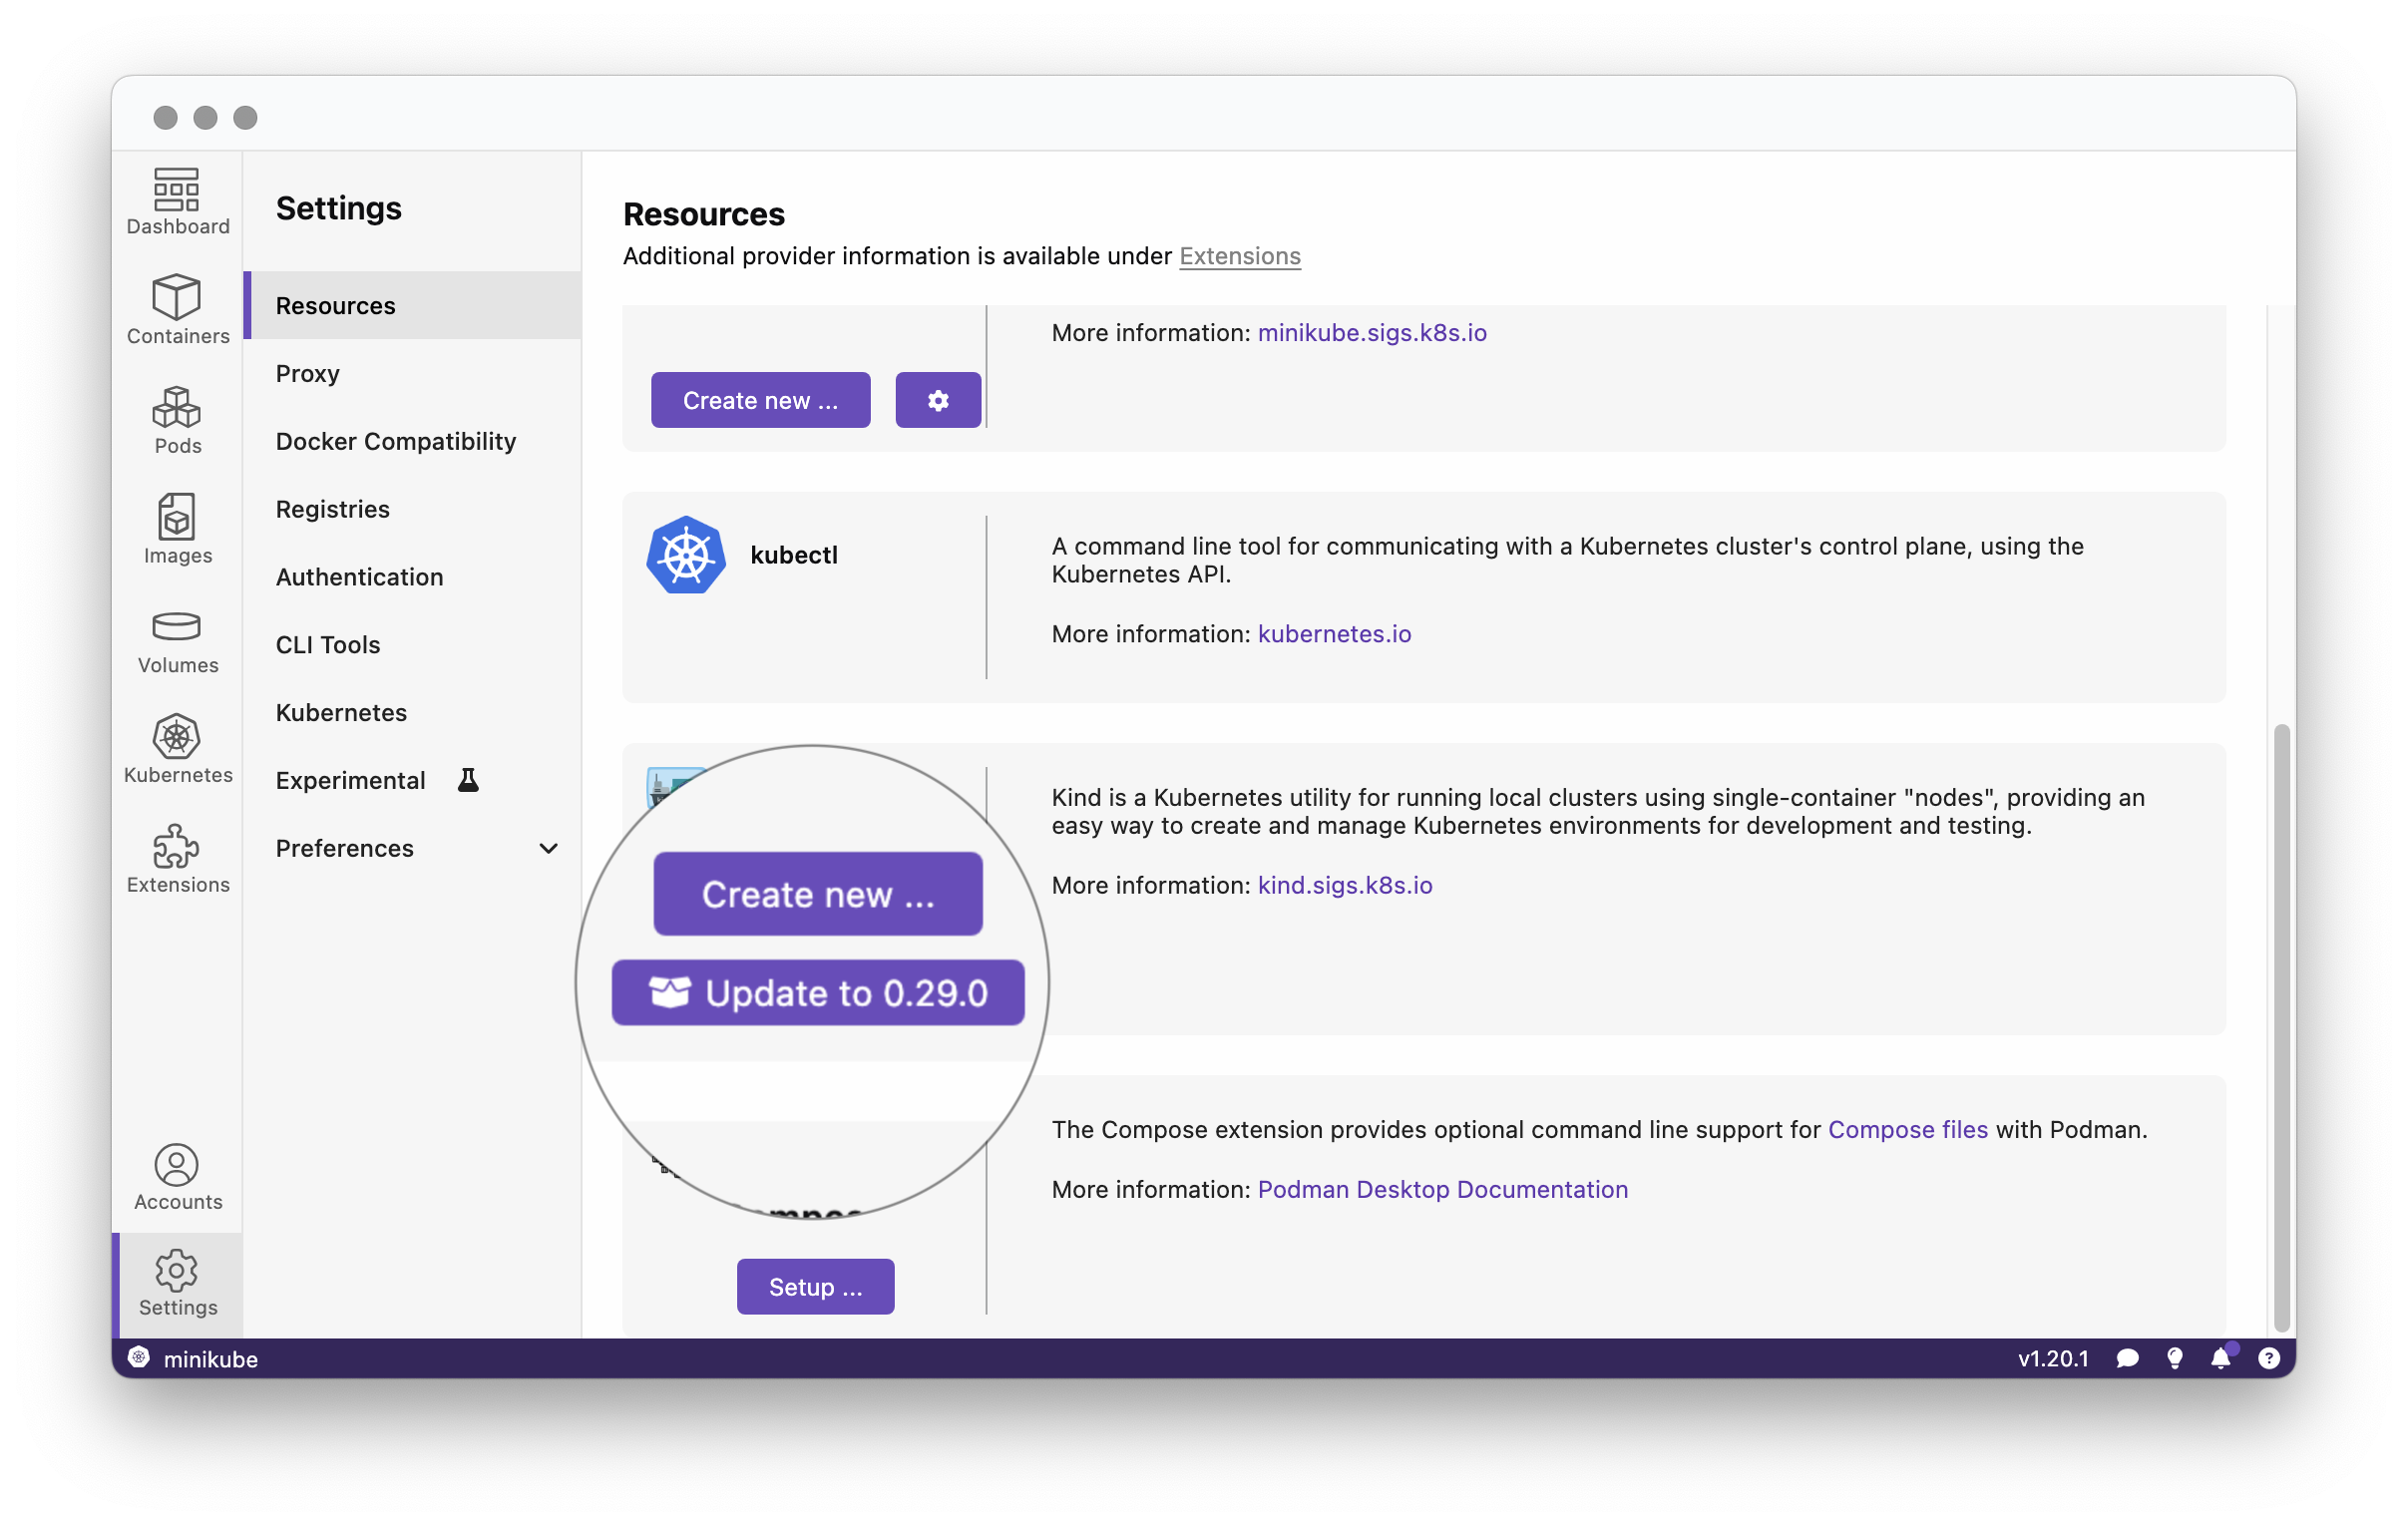 Dashboard
Containers
Pods
Images
Volumes
Kubernetes
Extensions
Accounts
Settings
Settings
Resources
Proxy
Docker Compatibility
Registries
Authentication
CLI Tools
Kubernetes
Experimental
Preferences
Resources
Additional provider information is available under Extensions
More information: minikube.sigs.k8s.io
Create new ...
kubectl
A command line tool for communicating with a Kubernetes cluster's control plane, using the
Kubernetes API.
More information: kubernetes.io
Create new ...
Update to 0.29.0
Kind is a Kubernetes utility for running local clusters using single-container "nodes", providing an
easy way to create and manage Kubernetes environments for development and testing.
More information: kind.sigs.k8s.io
Setup ...
The Compose extension provides optional command line support for Compose files with Podman.
More information: Podman Desktop Documentation
minikube
v1.20.1